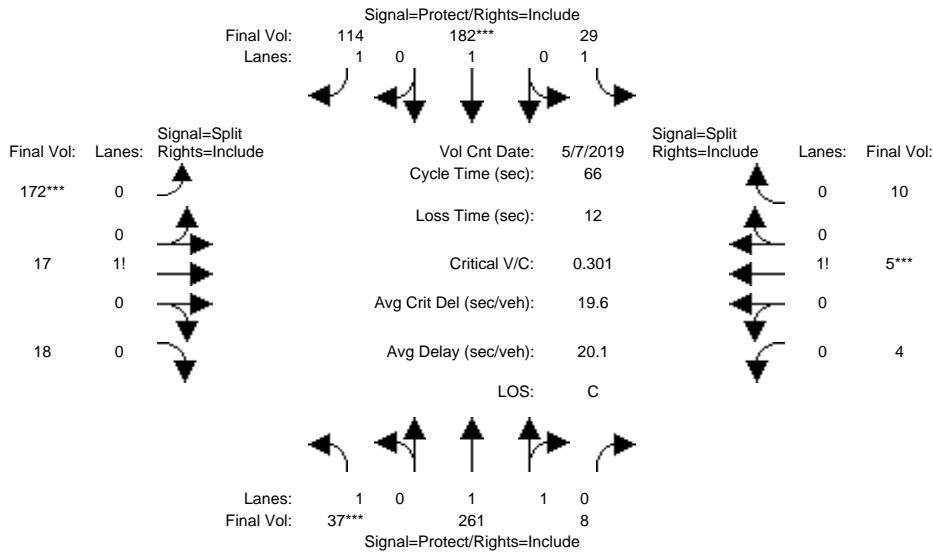 Signal=Protect/Rights=Include
Final Vol: 114 182*** 29
Lanes: 1 0 1 0 1
Signal=Split
Final Vol: Lanes: Rights=Include
Vol Cnt Date: 5/7/2019
Signal=Split
Rights=Include Lanes: Final Vol:
Cycle Time (sec): 66
172*** 0
0 10
Loss Time (sec): 12
0
0
17 1!
Critical V/C: 0.301
1! 5***
0
Avg Crit Del (sec/veh): 19.6
0
18 0
Avg Delay (sec/veh): 20.1
0 4
LOS: C
Lanes: 1 0 1 1 0
Final Vol: 37*** 261 8
Signal=Protect/Rights=Include